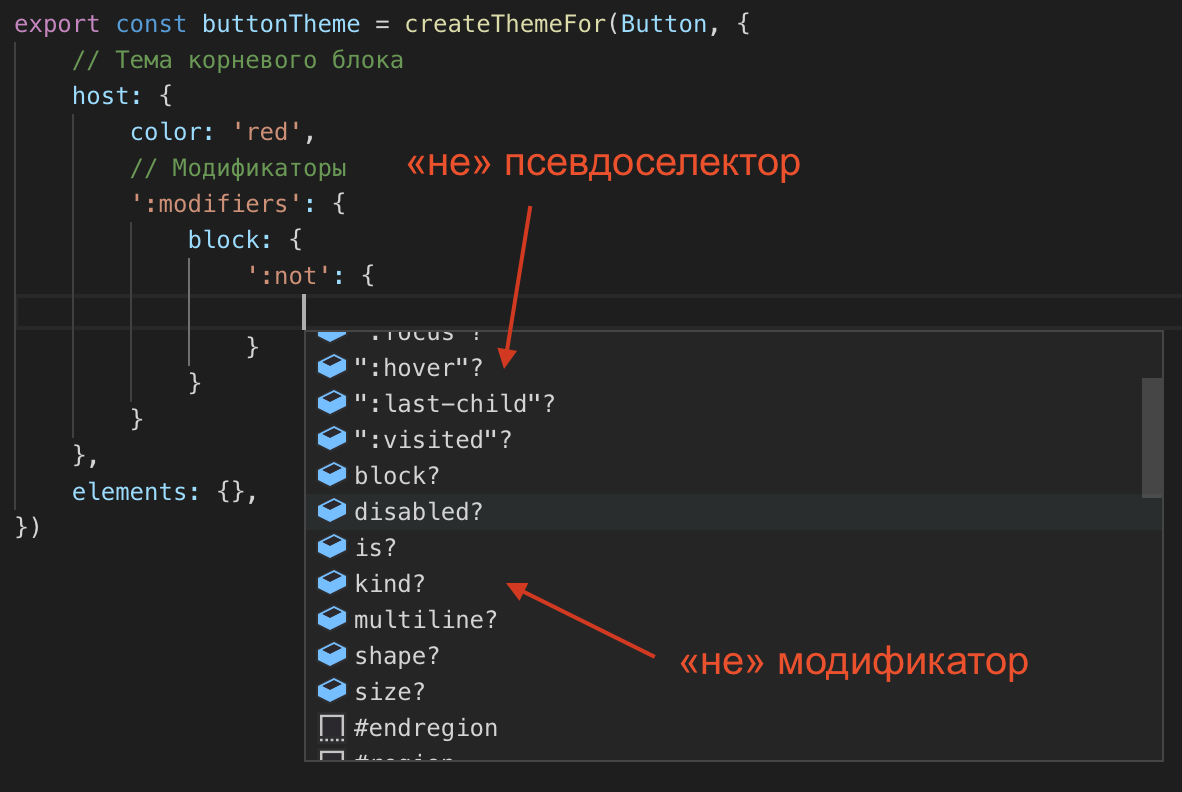 export const buttonTheme = createThemeFor(Button, {
// Тема корневого блока
host: {
color: 'red',
// Модификаторы
«не» псевдоселектор
':modifiers': {
block: {
':not': {
":focus"?
}
":hover"?
}
":last-child"?
}
":visited"?
},
block?
elements: {},
disabled?
})
is?
kind?
multiline?
shape?
«не» модификатор
size?
#endregion
#region